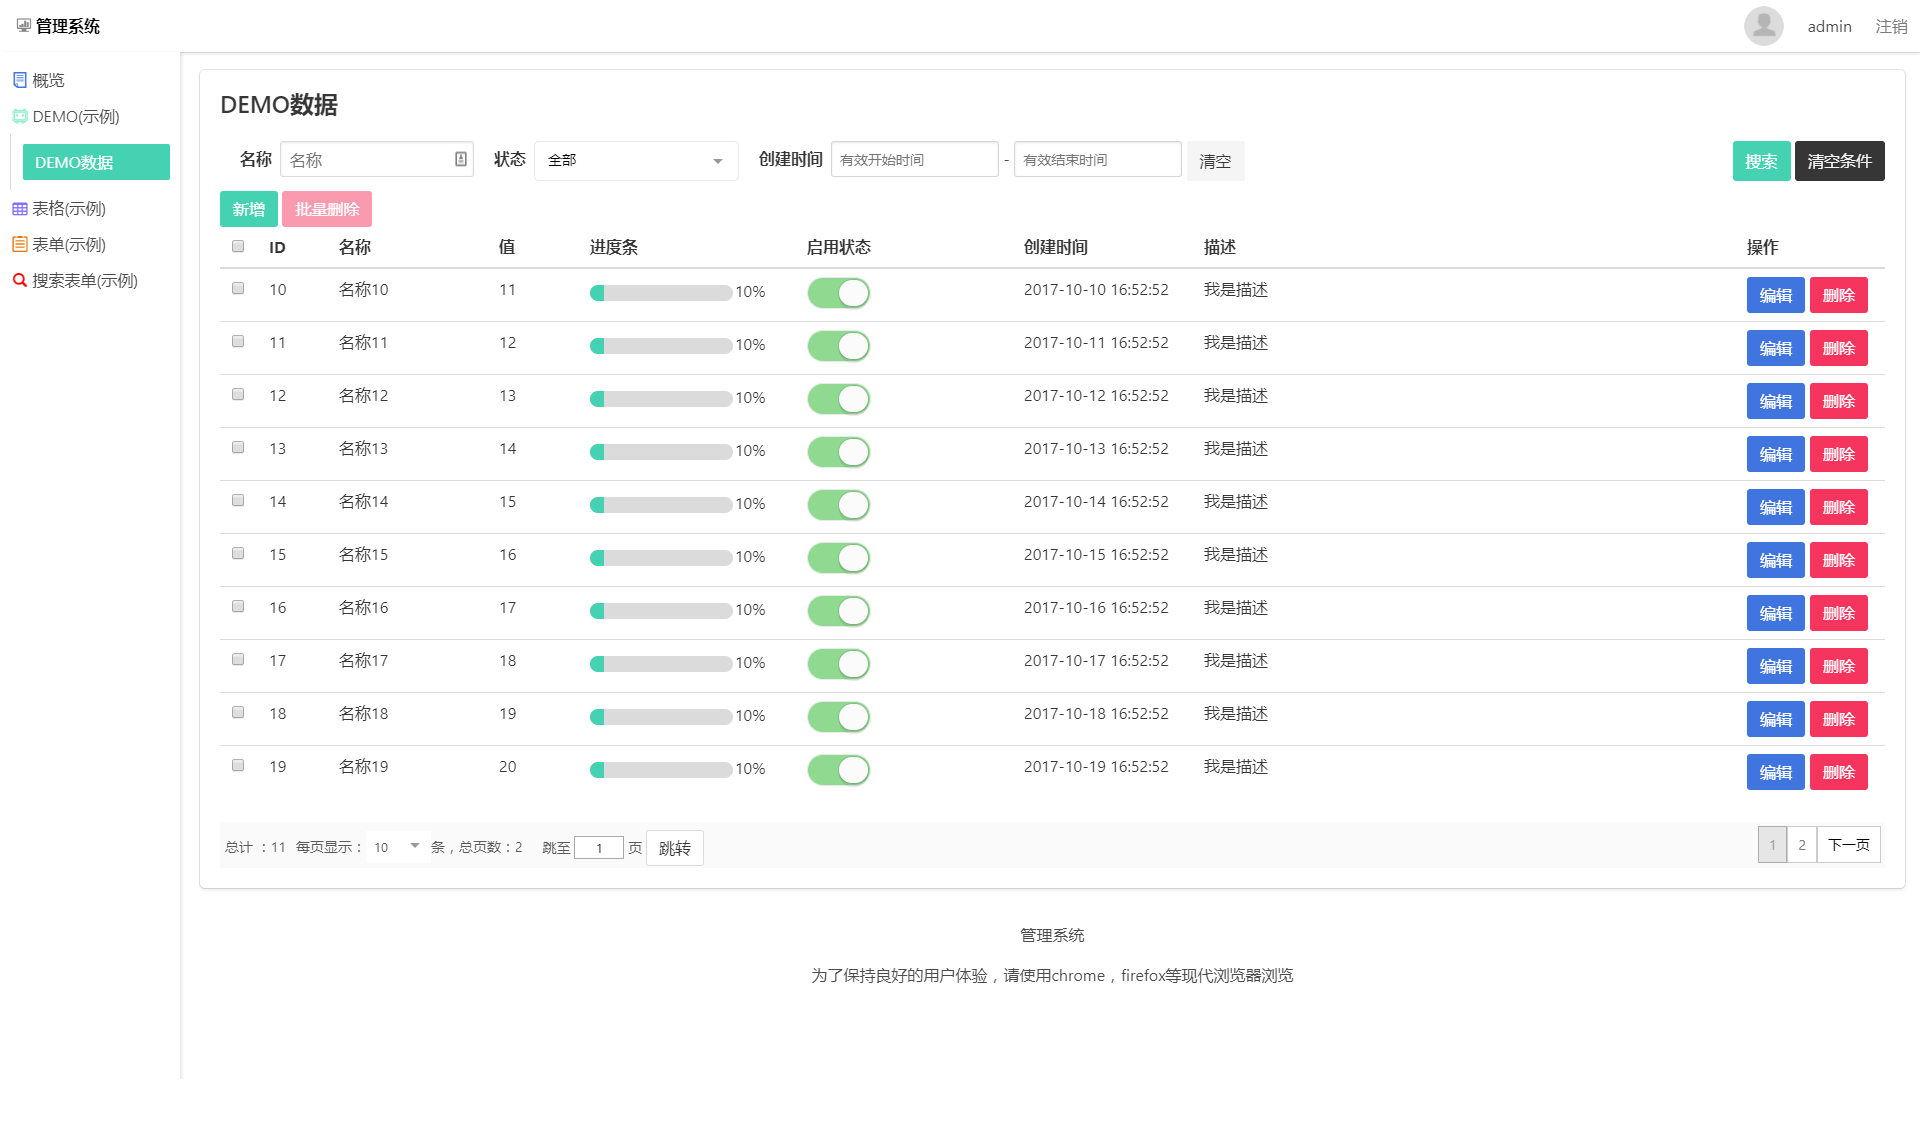 管理系统
admin 注销
概览
DEMO(示例)
DEMO数据
表格(示例)
表单(示例)
搜索表单(示例)
DEMO数据
名称 名称 状态 全部 创建时间 有效开始时间 - 有效结束时间 清空 搜索 清空条件
新增 批量删除
ID 名称 值 进度条 启用状态 创建时间 描述 操作
10 名称10 11 10% 2017-10-10 16:52:52 我是描述 编辑 删除
11 名称11 12 10% 2017-10-11 16:52:52 我是描述 编辑 删除
12 名称12 13 10% 2017-10-12 16:52:52 我是描述 编辑 删除
13 名称13 14 10% 2017-10-13 16:52:52 我是描述 编辑 删除
14 名称14 15 10% 2017-10-14 16:52:52 我是描述 编辑 删除
15 名称15 16 10% 2017-10-15 16:52:52 我是描述 编辑 删除
16 名称16 17 10% 2017-10-16 16:52:52 我是描述 编辑 删除
17 名称17 18 10% 2017-10-17 16:52:52 我是描述 编辑 删除
18 名称18 19 10% 2017-10-18 16:52:52 我是描述 编辑 删除
19 名称19 20 10% 2017-10-19 16:52:52 我是描述 编辑 删除
总计 ：11 每页显示： 10 条，总页数：2 跳至 1 页 跳转 1 2 下一页
管理系统
为了保持良好的用户体验，请使用chrome，firefox等现代浏览器浏览